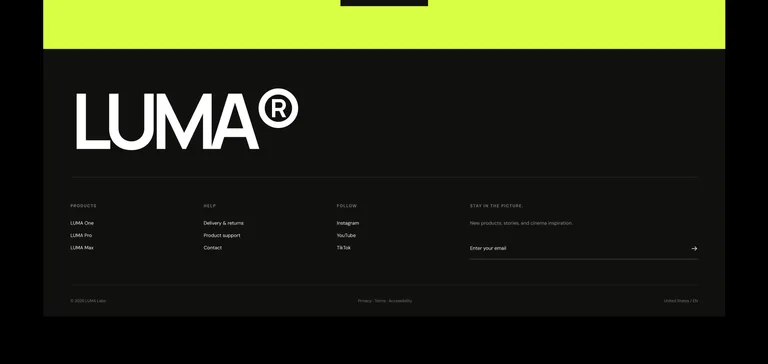 LUMA®
PRODUCTS
LUMA One
LUMA Pro
LUMA Max
HELP
Delivery & returns
Product support
Contact
FOLLOW
Instagram
YouTube
TikTok
STAY IN THE PICTURE.
New products, stories, and cinema inspiration.
Enter your email →
© 2026 LUMA Labs
Privacy · Terms · Accessibility
United States / EN